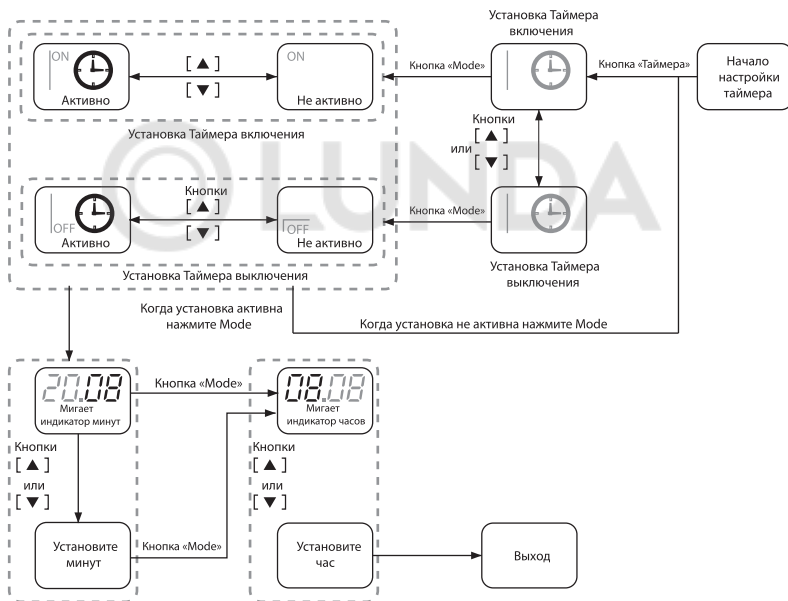 Установка Таймера
включения
ON
Активно
[ ▲ ]
[ ▼ ]
ON
Не активно
Кнопка «Mode»
Кнопка «Таймера»
Начало
настройки
таймера
Установка Таймера включения
Кнопки
[ ▲ ]
или
[ ▼ ]
LUNDA
OFF
Активно
Кнопки
[ ▲ ]
[ ▼ ]
OFF
Не активно
Кнопка «Mode»
Установка Таймера выключения
Установка Таймера
выключения
Когда установка активна
нажмите Mode
Когда установка не активна нажмите Mode
20.08
Мигает
индикатор минут
Кнопка «Mode»
08.08
Мигает
индикатор часов
Кнопки
[ ▲ ]
или
[ ▼ ]
Кнопки
[ ▲ ]
или
[ ▼ ]
Установите
минут
Кнопка «Mode»
Установите
час
Выход